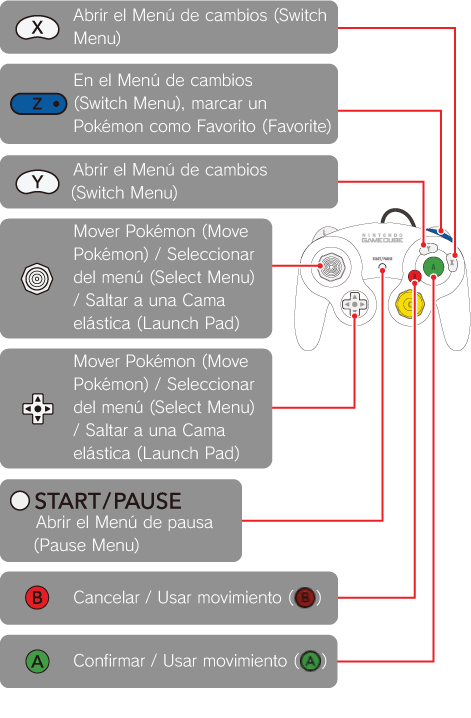 X
Abrir el Menú de cambios (Switch
Menu)
Z
En el Menú de cambios
(Switch Menu), marcar un
Pokémon como Favorito (Favorite)
Y
Abrir el Menú de cambios
(Switch Menu)
Mover Pokémon (Move
Pokémon) / Seleccionar
del menú (Select Menu)
/ Saltar a una Cama
elástica (Launch Pad)
NINTENDO
GAMECUBE
START/PAUSE
Y
X
A
B
C
Mover Pokémon (Move
Pokémon) / Seleccionar
del menú (Select Menu)
/ Saltar a una Cama
elástica (Launch Pad)
START/PAUSE
Abrir el Menú de pausa
(Pause Menu)
B Cancelar / Usar movimiento (B)
A Confirmar / Usar movimiento (A)